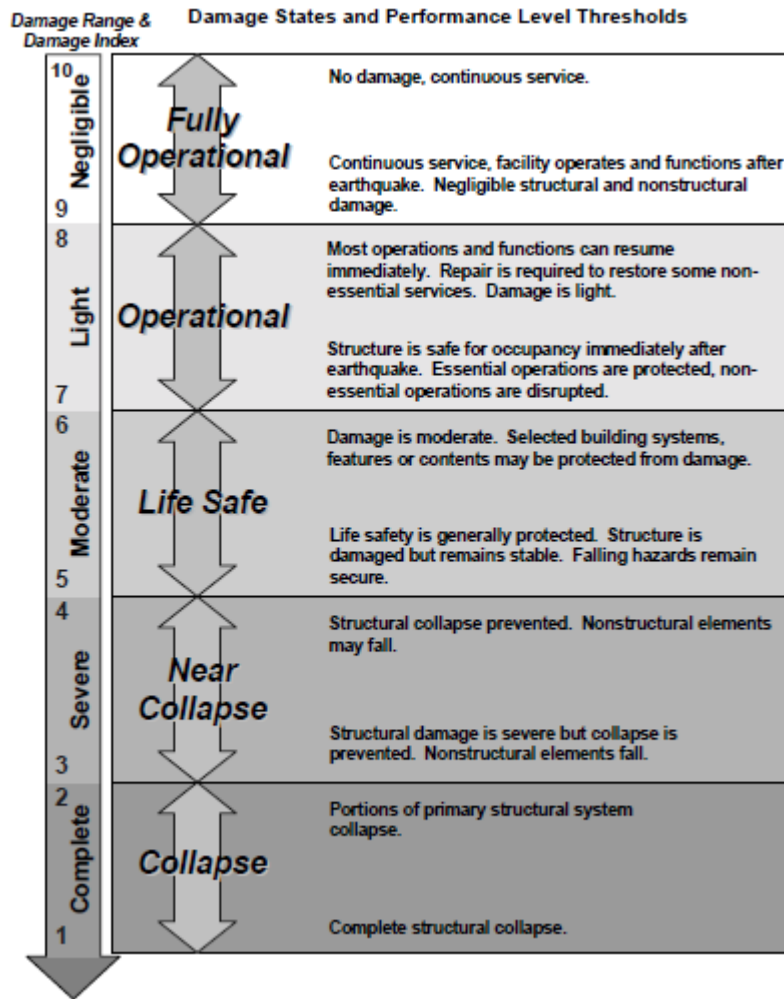 Damage Range &
Damage Index
Damage States and Performance Level Thresholds
10
Negligible
9
Fully
Operational
No damage, continuous service.
Continuous service, facility operates and functions after
earthquake. Negligible structural and nonstructural
damage.
8
Light
7
Operational
Most operations and functions can resume
immediately. Repair is required to restore some non-
essential services. Damage is light.
Structure is safe for occupancy immediately after
earthquake. Essential operations are protected, non-
essential operations are disrupted.
6
Moderate
5
Life Safe
Damage is moderate. Selected building systems,
features or contents may be protected from damage.
Life safety is generally protected. Structure is
damaged but remains stable. Falling hazards remain
secure.
4
Severe
3
Near
Collapse
Structural collapse prevented. Nonstructural elements
may fall.
Structural damage is severe but collapse is
prevented. Nonstructural elements fall.
2
Complete
1
Collapse
Portions of primary structural system
collapse.
Complete structural collapse.